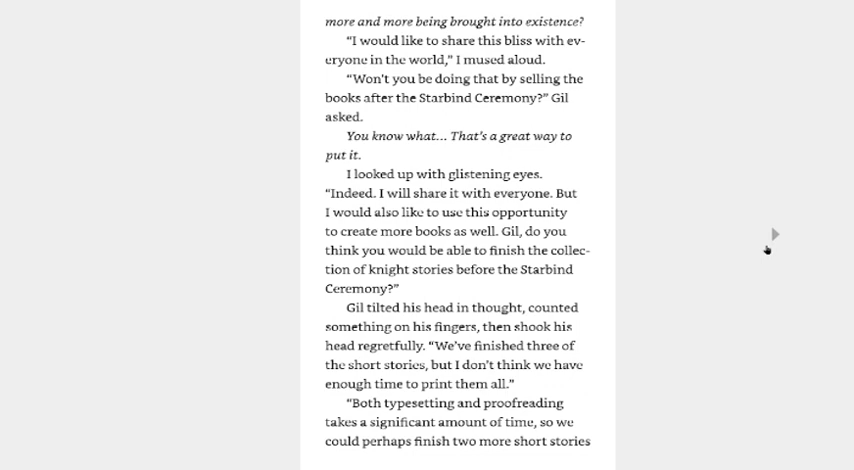 more and more being brought into existence?
“I would like to share this bliss with ev-
eryone in the world,” I mused aloud.
“Won't you be doing that by selling the
books after the Starbind Ceremony?” Gil
asked.
You know what... That's a great way to
put it.
I looked up with glistening eyes.
“Indeed. I will share it with everyone. But
I would also like to use this opportunity
to create more books as well. Gil, do you
think you would be able to finish the collec-
tion of knight stories before the Starbind
Ceremony?”
Gil tilted his head in thought, counted
something on his fingers, then shook his
head regretfully. “We've finished three of
the short stories, but I don't think we have
enough time to print them all.”
“Both typesetting and proofreading
takes a significant amount of time, so we
could perhaps finish two more short stories